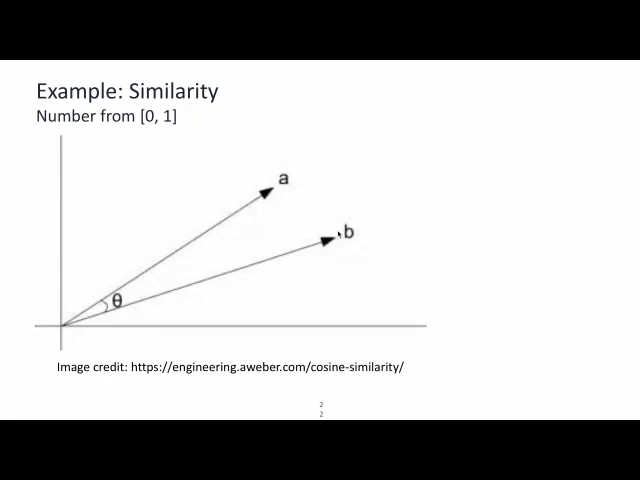 Example: Similarity
Number from [0, 1]
a
b
θ
Image credit: https://engineering.aweber.com/cosine-similarity/
2
2